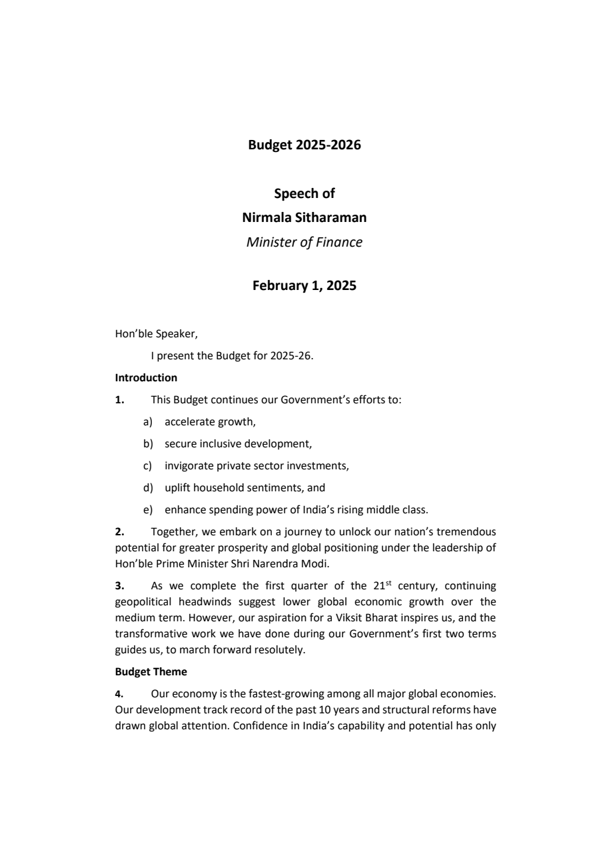 Budget 2025-2026
Speech of
Nirmala Sitharaman
Minister of Finance
February 1, 2025
Hon’ble Speaker,
I present the Budget for 2025-26.
Introduction
1. This Budget continues our Government’s efforts to:
a) accelerate growth,
b) secure inclusive development,
c) invigorate private sector investments,
d) uplift household sentiments, and
e) enhance spending power of India’s rising middle class.
2. Together, we embark on a journey to unlock our nation’s tremendous
potential for greater prosperity and global positioning under the leadership of
Hon’ble Prime Minister Shri Narendra Modi.
3. As we complete the first quarter of the 21st century, continuing
geopolitical headwinds suggest lower global economic growth over the
medium term. However, our aspiration for a Viksit Bharat inspires us, and the
transformative work we have done during our Government’s first two terms
guides us, to march forward resolutely.
Budget Theme
4. Our economy is the fastest-growing among all major global economies.
Our development track record of the past 10 years and structural reforms have
drawn global attention. Confidence in India’s capability and potential has only